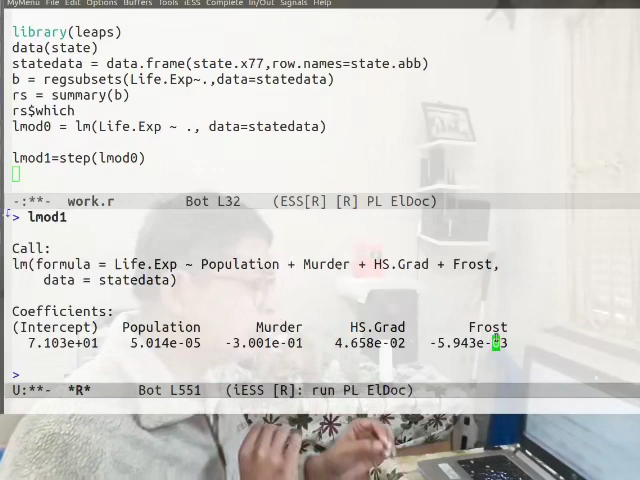 MyMenu File Edit Options Buffers Tools iESS Complete In/Out Signals Help
library(leaps)
data(state)
statedata = data.frame(state.x77,row.names=state.abb)
b = regsubsets(Life.Exp~.,data=statedata)
rs = summary(b)
rs$which
lmod0 = lm(Life.Exp ~ ., data=statedata)
lmod1=step(lmod0)
-:**- work.r Bot L32 (ESS[R] [R] PL ElDoc)
> lmod1
Call:
lm(formula = Life.Exp ~ Population + Murder + HS.Grad + Frost,
data = statedata)
Coefficients:
(Intercept) Population Murder HS.Grad Frost
7.103e+01 5.014e-05 -3.001e-01 4.658e-02 -5.943e-03
>
U:**- *R* Bot L551 (iESS [R]: run PL ElDoc)